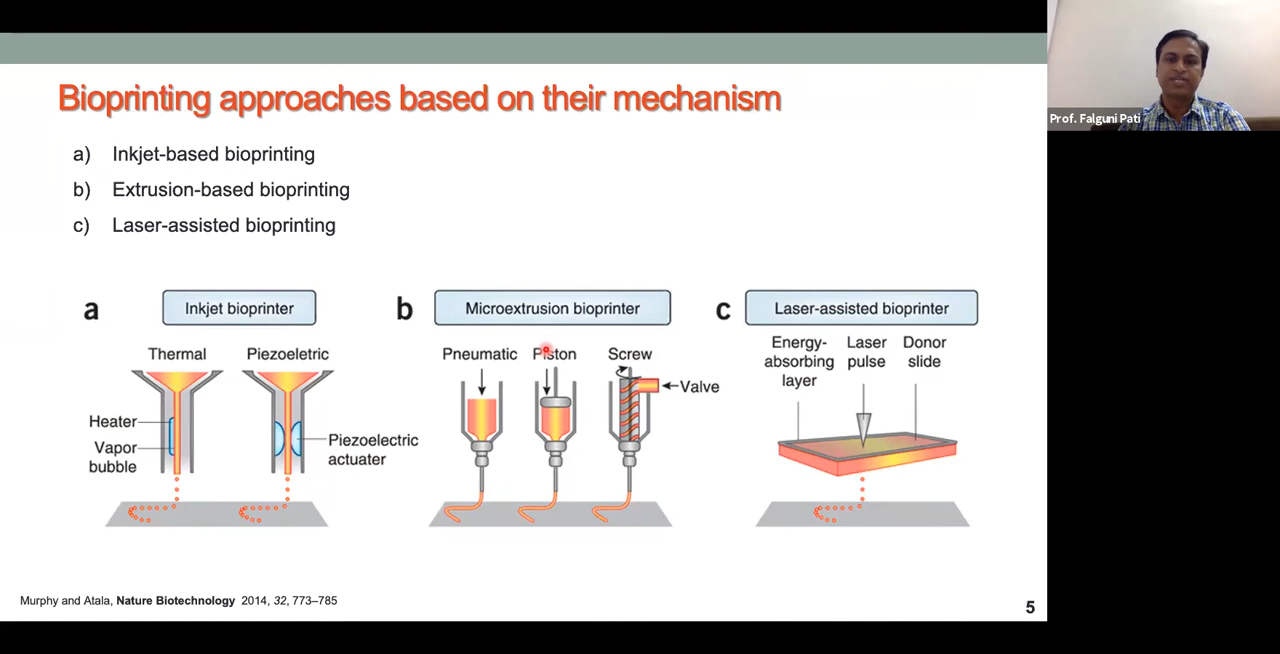 Bioprinting approaches based on their mechanism
Prof. Falguni Pati
a) Inkjet-based bioprinting
b) Extrusion-based bioprinting
c) Laser-assisted bioprinting
a
Inkjet bioprinter
Thermal
Piezoeletric
Heater
Vapor
bubble
Piezoelectric
actuater
b
Microextrusion bioprinter
Pneumatic
Piston
Screw
Valve
c
Laser-assisted bioprinter
Energy-
absorbing
layer
Laser
pulse
Donor
slide
Murphy and Atala, Nature Biotechnology 2014, 32, 773–785
5